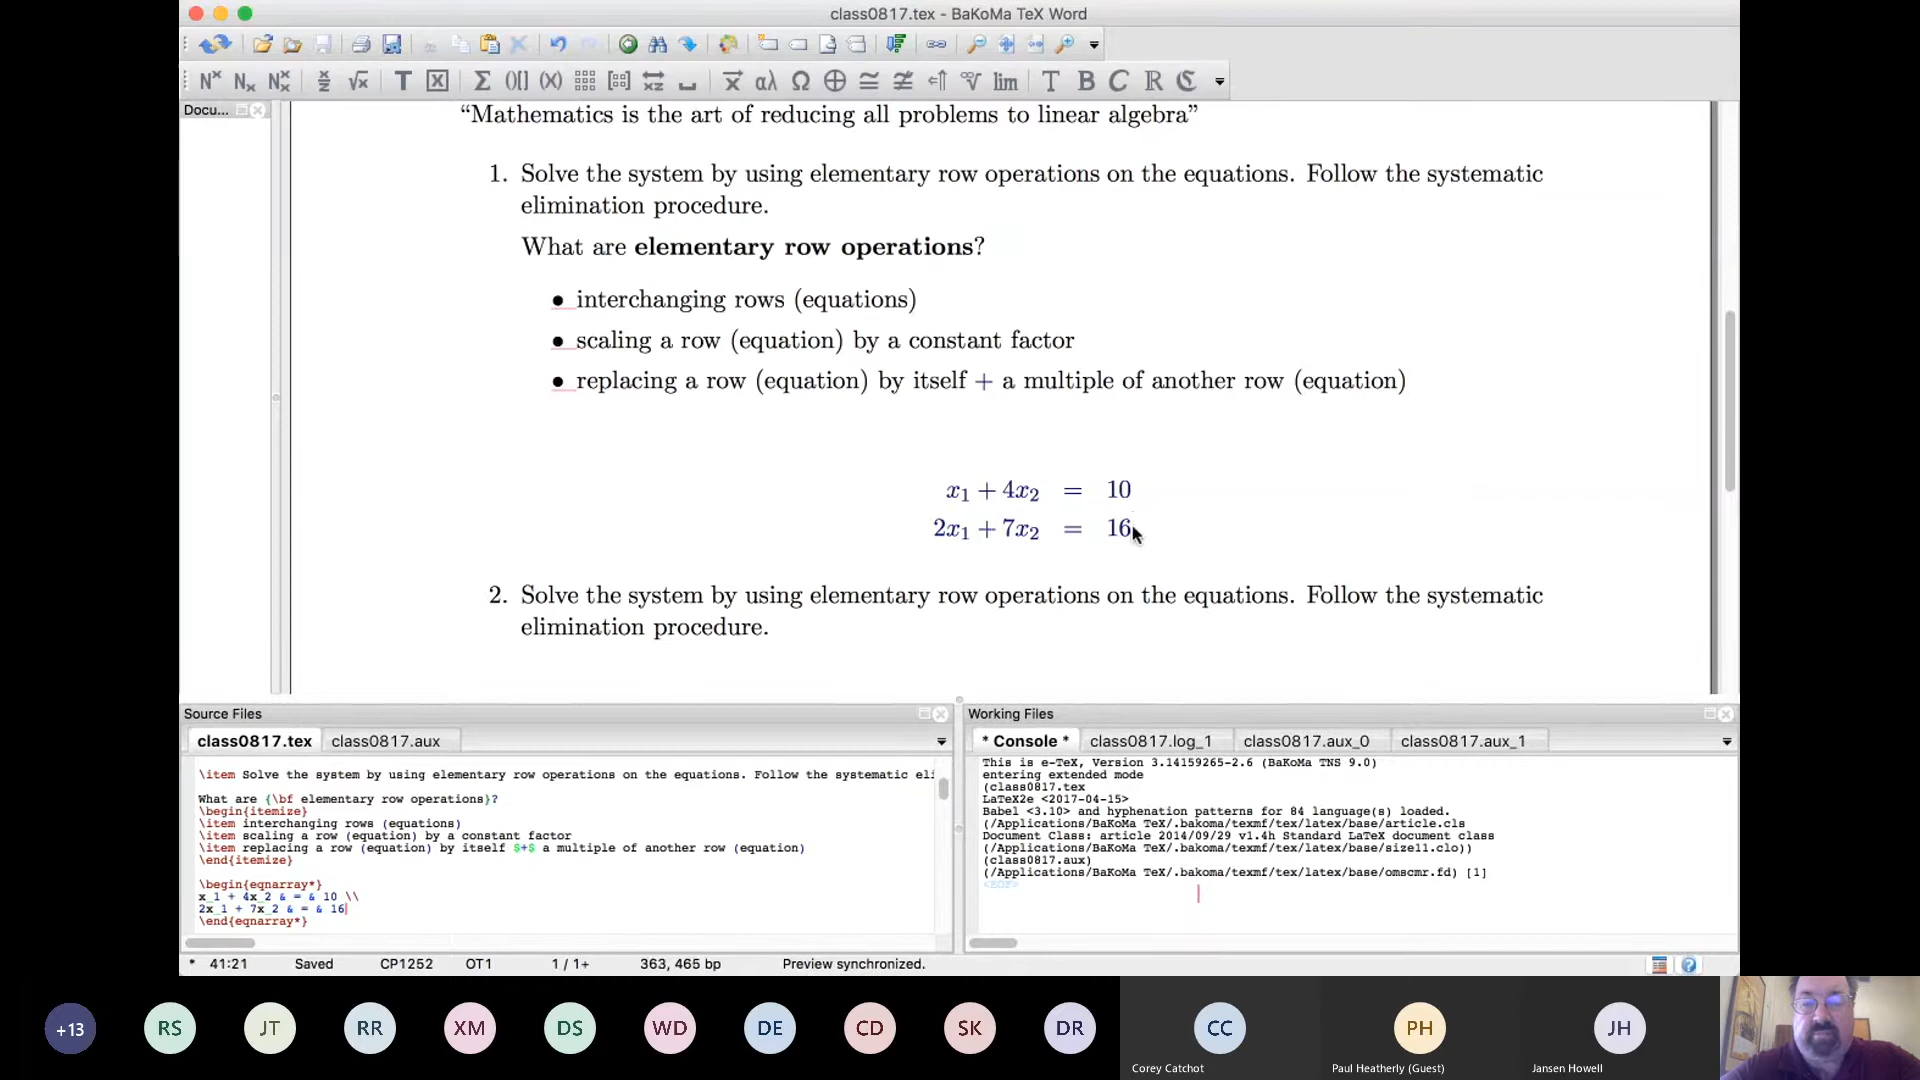 class0817.tex - BaKoMa TeX Word
Docu...
“Mathematics is the art of reducing all problems to linear algebra”
1. Solve the system by using elementary row operations on the equations. Follow the systematic
elimination procedure.
What are elementary row operations?
• interchanging rows (equations)
• scaling a row (equation) by a constant factor
• replacing a row (equation) by itself + a multiple of another row (equation)
x₁ + 4x₂ = 10
2x₁ + 7x₂ = 16
2. Solve the system by using elementary row operations on the equations. Follow the systematic
elimination procedure.
Source Files
class0817.tex class0817.aux
\item Solve the system by using elementary row operations on the equations. Follow the systematic eli
What are {\bf elementary row operations}?
\begin{itemize}
\item interchanging rows (equations)
\item scaling a row (equation) by a constant factor
\item replacing a row (equation) by itself $+$ a multiple of another row (equation)
\end{itemize}
\begin{eqnarray*}
x_1 + 4x_2 & = & 10 \\
2x_1 + 7x_2 & = & 16
\end{eqnarray*}
Working Files
* Console * class0817.log_1 class0817.aux_0 class0817.aux_1
This is e-TeX, Version 3.14159265-2.6 (BaKoMa TNS 9.0)
entering extended mode
(class0817.tex
LaTeX2e <2017-04-15>
Babel <3.10> and hyphenation patterns for 84 language(s) loaded.
(/Applications/BaKoMa TeX/.bakoma/texmf/tex/latex/base/article.cls
Document Class: article 2014/09/29 v1.4h Standard LaTeX document class
(/Applications/BaKoMa TeX/.bakoma/texmf/tex/latex/base/size11.clo))
(class0817.aux)
(/Applications/BaKoMa TeX/.bakoma/texmf/tex/latex/base/omscmr.fd) [1]
<EOF>
* 41:21 Saved CP1252 OT1 1 / 1+ 363, 465 bp Preview synchronized.
+13 RS JT RR XM DS WD DE CD SK DR CC PH JH
Corey Catchot Paul Heatherly (Guest) Jansen Howell